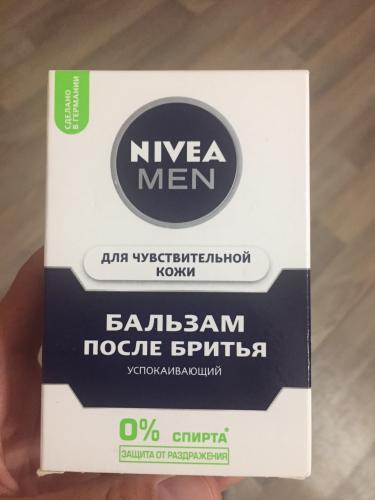 СДЕЛАНО
В ГЕРМАНИИ
NIVEA
MEN
ДЛЯ ЧУВСТВИТЕЛЬНОЙ
КОЖИ
БАЛЬЗАМ
ПОСЛЕ БРИТЬЯ
УСПОКАИВАЮЩИЙ
0% СПИРТА*
ЗАЩИТА ОТ РАЗДРАЖЕНИЯ